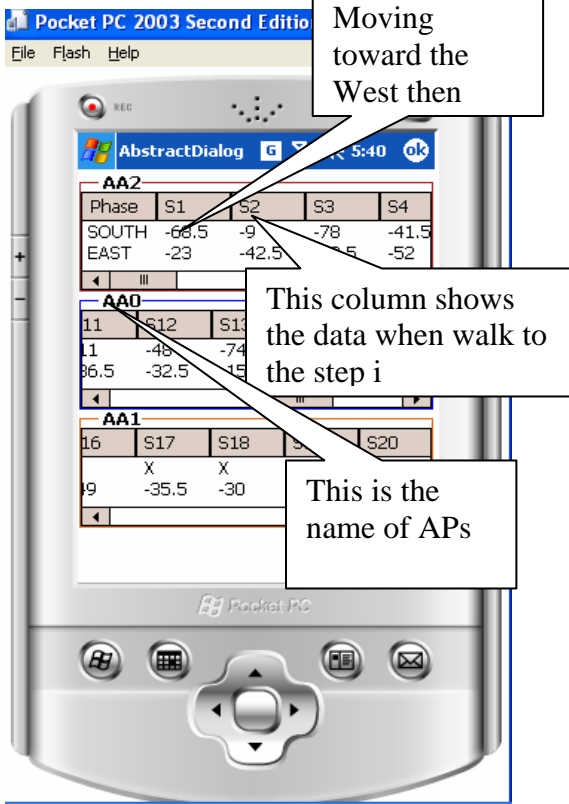 Pocket PC 2003 Second Edition
Moving
toward the
West then
File Flash Help
REC
AbstractDialog G 5:40 ok
AA2
Phase S1 S2 S3 S4
SOUTH -68.5 -9 -78 -41.5
EAST -23 -42.5 -52
This column shows
the data when walk to
the step i
AA0
11 S12 S13
11 -48 -74
36.5 -32.5 -15
AA1
16 S17 S18 S20
X X
49 -35.5 -30
This is the
name of APs
Pocket PC